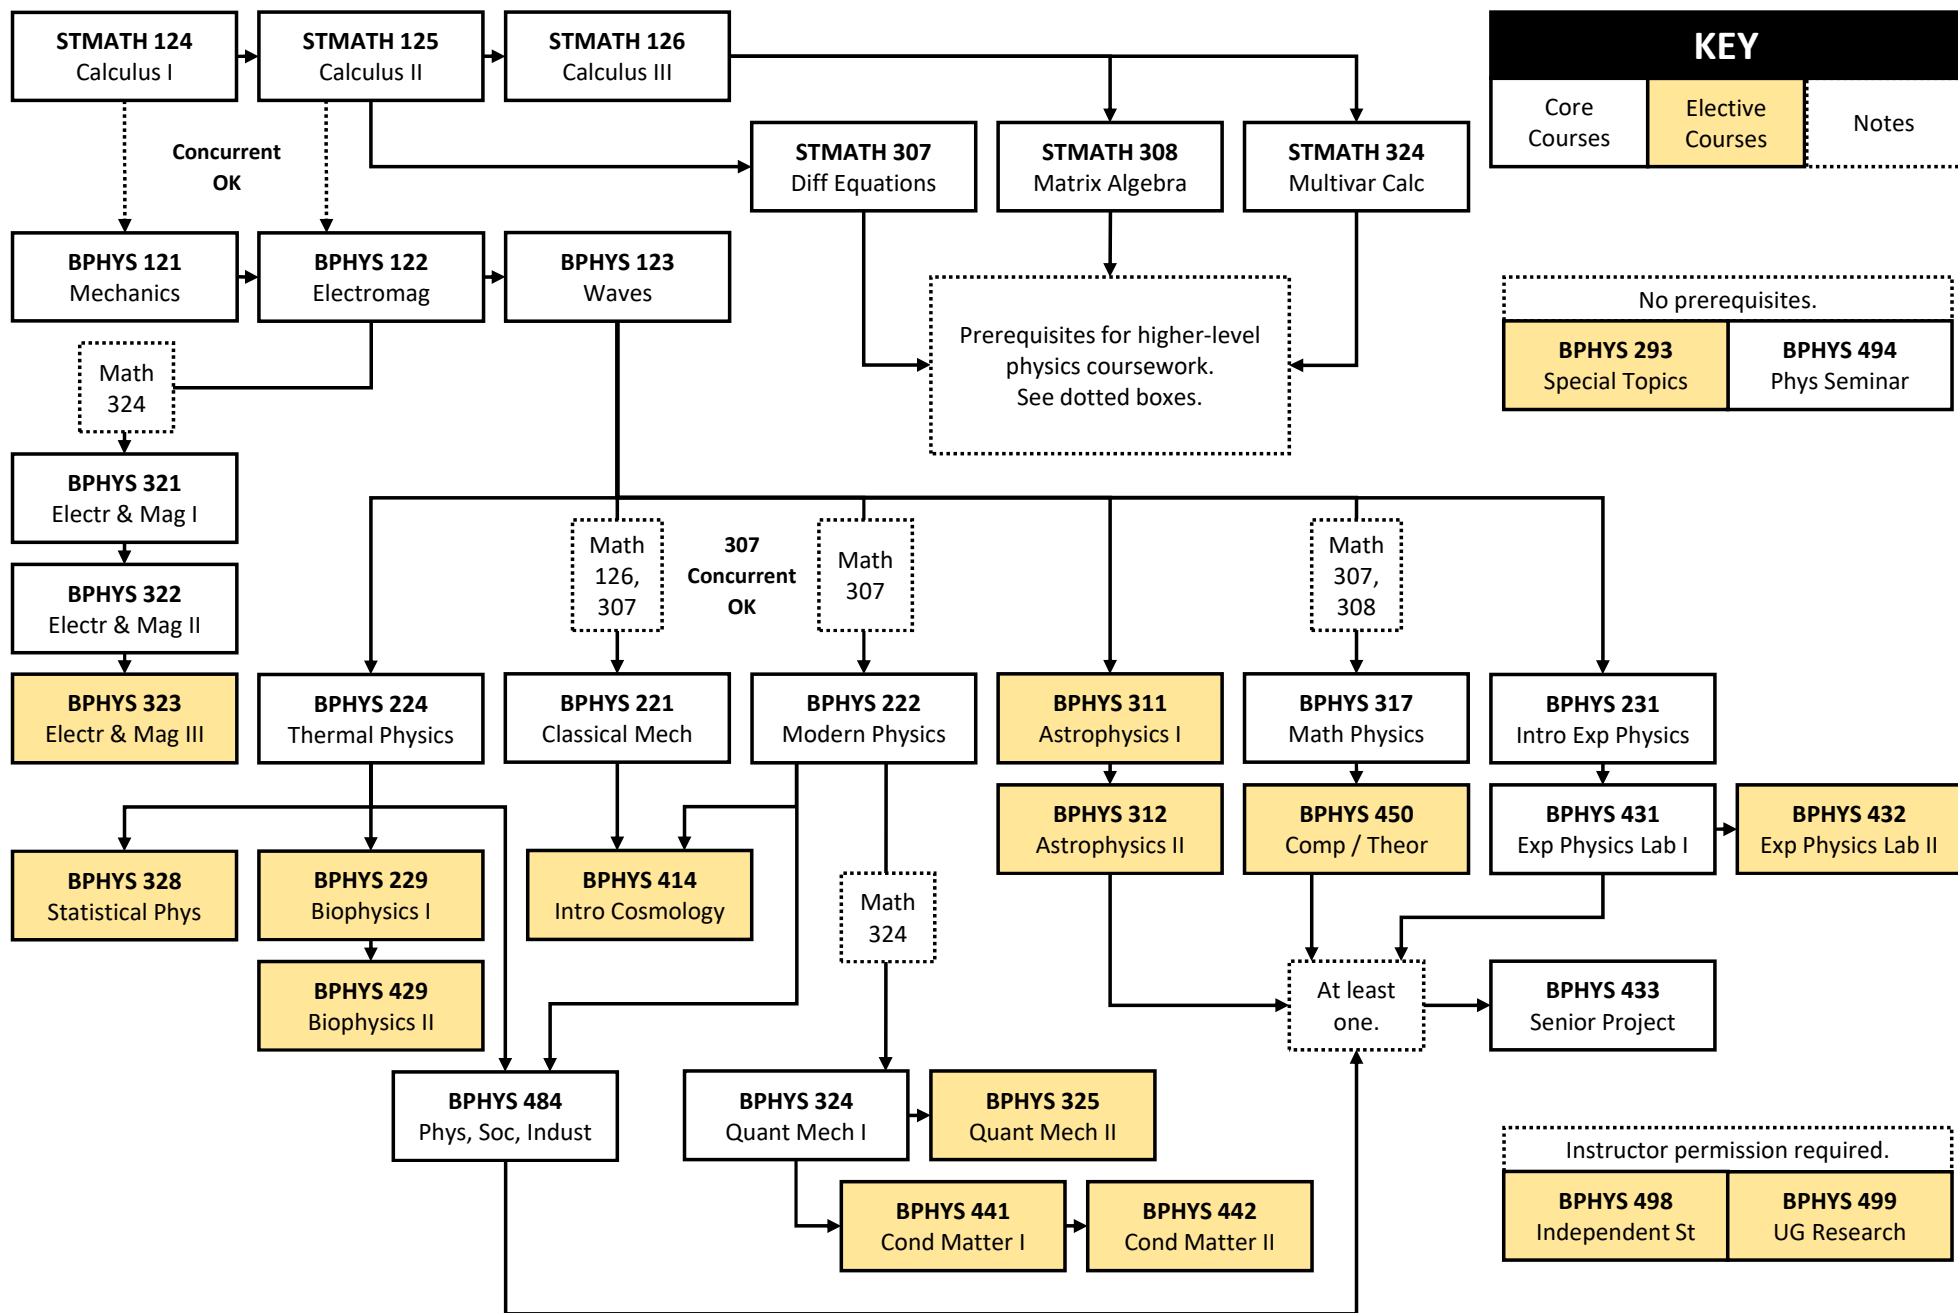 STMATH 124
Calculus I
STMATH 125
Calculus II
STMATH 126
Calculus III
KEY
Core
Courses
Elective
Courses
Notes
Concurrent
OK
STMATH 307
Diff Equations
STMATH 308
Matrix Algebra
STMATH 324
Multivar Calc
BPHYS 121
Mechanics
BPHYS 122
Electromag
BPHYS 123
Waves
Prerequisites for higher-level
physics coursework.
See dotted boxes.
No prerequisites.
BPHYS 293
Special Topics
BPHYS 494
Phys Seminar
Math
324
BPHYS 321
Electr & Mag I
BPHYS 322
Electr & Mag II
BPHYS 323
Electr & Mag III
Math
126,
307
307
Concurrent
OK
Math
307
Math
307,
308
BPHYS 224
Thermal Physics
BPHYS 221
Classical Mech
BPHYS 222
Modern Physics
BPHYS 311
Astrophysics I
BPHYS 317
Math Physics
BPHYS 231
Intro Exp Physics
BPHYS 312
Astrophysics II
BPHYS 450
Comp / Theor
BPHYS 431
Exp Physics Lab I
BPHYS 432
Exp Physics Lab II
BPHYS 328
Statistical Phys
BPHYS 229
Biophysics I
BPHYS 414
Intro Cosmology
Math
324
BPHYS 429
Biophysics II
At least
one.
BPHYS 433
Senior Project
BPHYS 484
Phys, Soc, Indust
BPHYS 324
Quant Mech I
BPHYS 325
Quant Mech II
BPHYS 441
Cond Matter I
BPHYS 442
Cond Matter II
Instructor permission required.
BPHYS 498
Independent St
BPHYS 499
UG Research